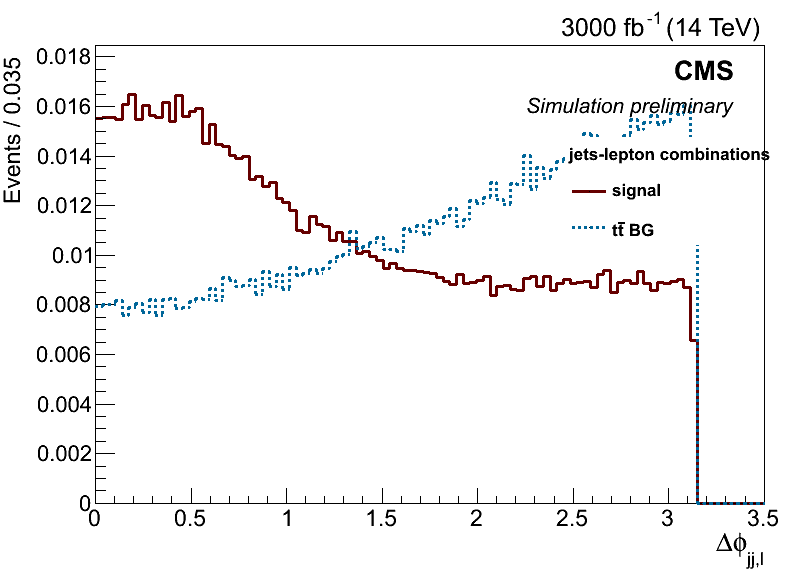 3000 fb⁻¹ (14 TeV)
CMS
Simulation preliminary
jets-lepton combinations
signal
tt̄ BG
Events / 0.035
0.018
0.016
0.014
0.012
0.01
0.008
0.006
0.004
0.002
0
0 0.5 1 1.5 2 2.5 3 3.5
Δϕjj,l